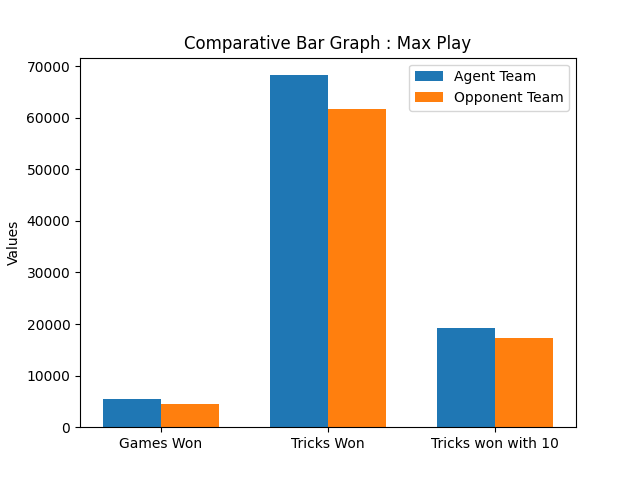 Comparative Bar Graph : Max Play
Agent Team
Opponent Team
Values
70000
60000
50000
40000
30000
20000
10000
0
Games Won
Tricks Won
Tricks won with 10